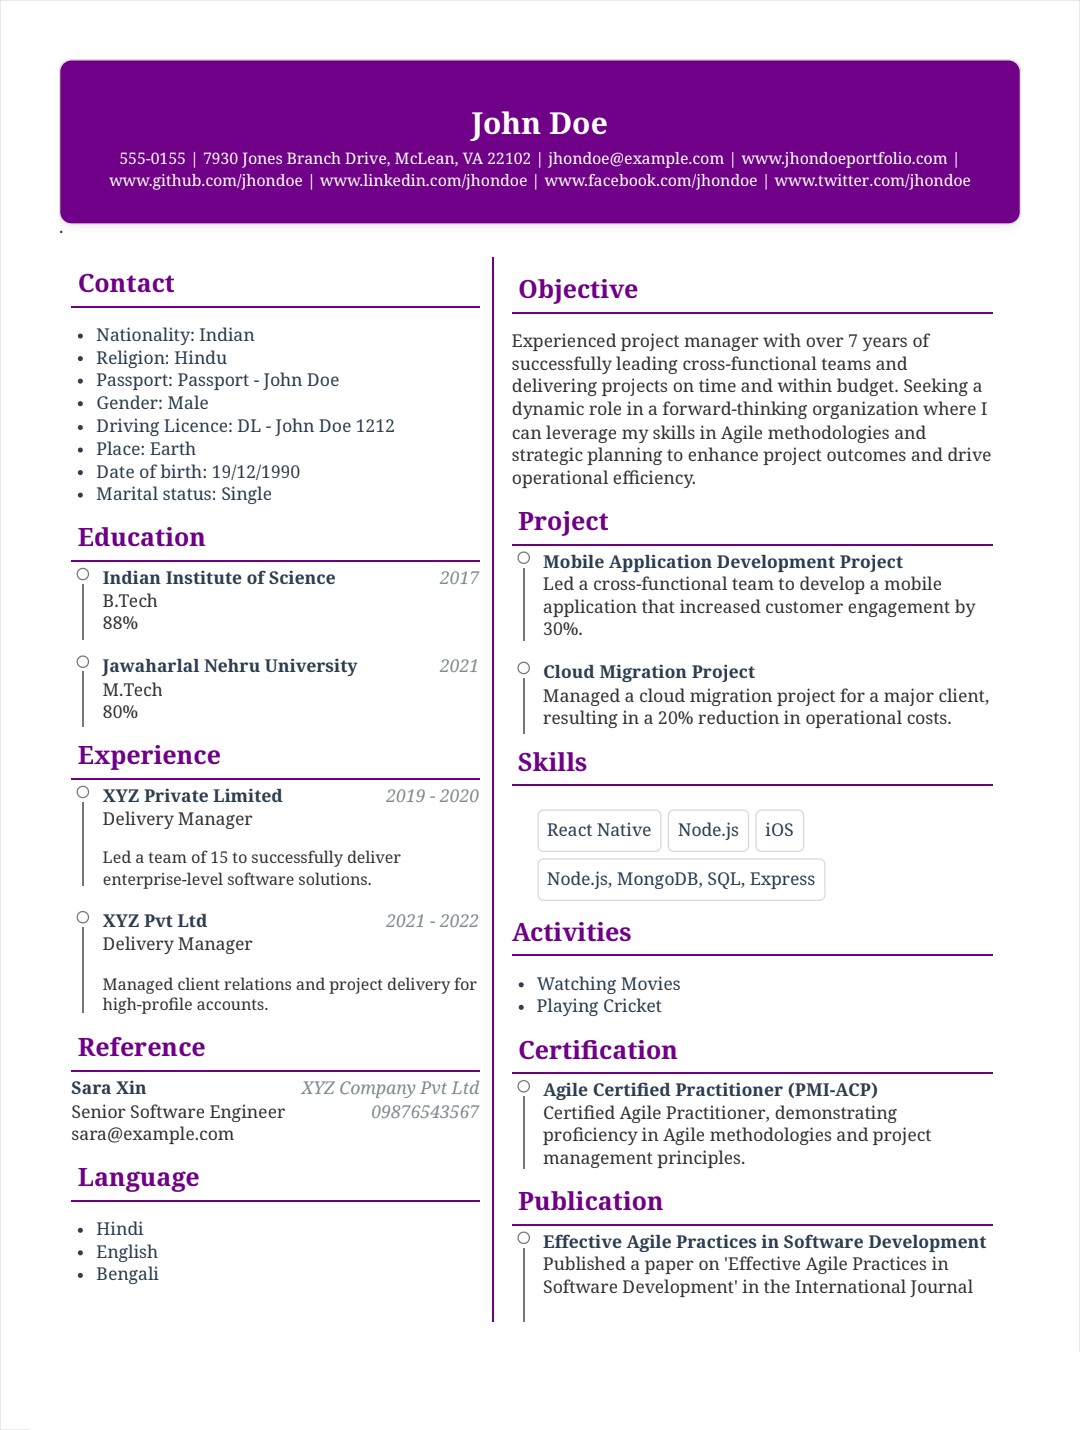 John Doe
555-0155 | 7930 Jones Branch Drive, McLean, VA 22102 | jhondoe@example.com | www.jhondoeportfolio.com |
www.github.com/jhondoe | www.linkedin.com/jhondoe | www.facebook.com/jhondoe | www.twitter.com/jhondoe
.
Contact
• Nationality: Indian
• Religion: Hindu
• Passport: Passport - John Doe
• Gender: Male
• Driving Licence: DL - John Doe 1212
• Place: Earth
• Date of birth: 19/12/1990
• Marital status: Single
Education
Indian Institute of Science 2017
B.Tech
88%
Jawaharlal Nehru University 2021
M.Tech
80%
Experience
XYZ Private Limited 2019 - 2020
Delivery Manager
Led a team of 15 to successfully deliver
enterprise-level software solutions.
XYZ Pvt Ltd 2021 - 2022
Delivery Manager
Managed client relations and project delivery for
high-profile accounts.
Reference
Sara Xin XYZ Company Pvt Ltd
Senior Software Engineer 09876543567
sara@example.com
Language
• Hindi
• English
• Bengali
Objective
Experienced project manager with over 7 years of
successfully leading cross-functional teams and
delivering projects on time and within budget. Seeking a
dynamic role in a forward-thinking organization where I
can leverage my skills in Agile methodologies and
strategic planning to enhance project outcomes and drive
operational efficiency.
Project
Mobile Application Development Project
Led a cross-functional team to develop a mobile
application that increased customer engagement by
30%.
Cloud Migration Project
Managed a cloud migration project for a major client,
resulting in a 20% reduction in operational costs.
Skills
React Native Node.js iOS
Node.js, MongoDB, SQL, Express
Activities
• Watching Movies
• Playing Cricket
Certification
Agile Certified Practitioner (PMI-ACP)
Certified Agile Practitioner, demonstrating
proficiency in Agile methodologies and project
management principles.
Publication
Effective Agile Practices in Software Development
Published a paper on 'Effective Agile Practices in
Software Development' in the International Journal